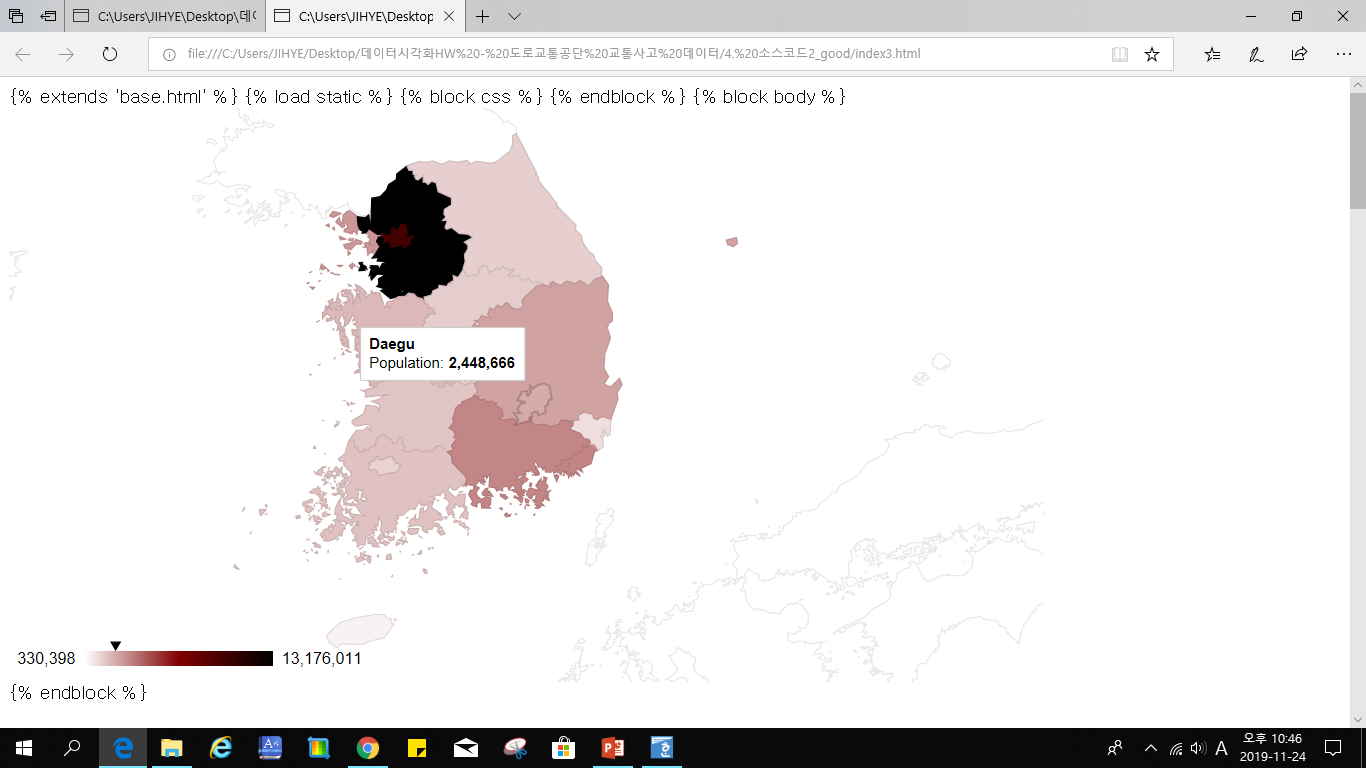 C:\Users\JIHYE\Desktop\데이
C:\Users\JIHYE\Desktop
file:///C:/Users/JIHYE/Desktop/데이터시각화HW%20-%20도로교통공단%20교통사고%20데이터/4.%20소스코드2_good/index3.html
{% extends 'base.html' %} {% load static %} {% block css %} {% endblock %} {% block body %}
Daegu
Population: 2,448,666
330,398
13,176,011
{% endblock %}
A
오후 10:46
2019-11-24